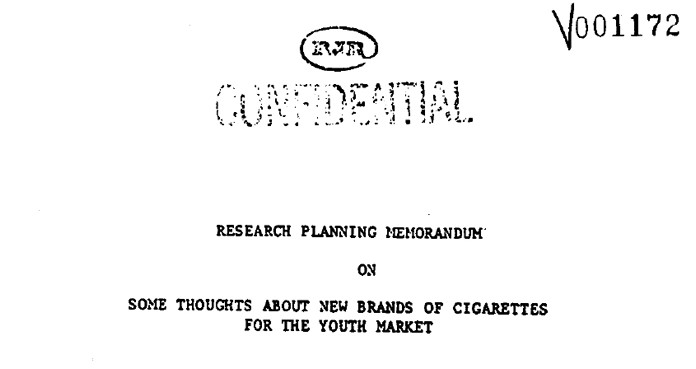 V001172
RJR
CONFIDENTIAL
RESEARCH PLANNING MEMORANDUM
ON
SOME THOUGHTS ABOUT NEW BRANDS OF CIGARETTES
FOR THE YOUTH MARKET